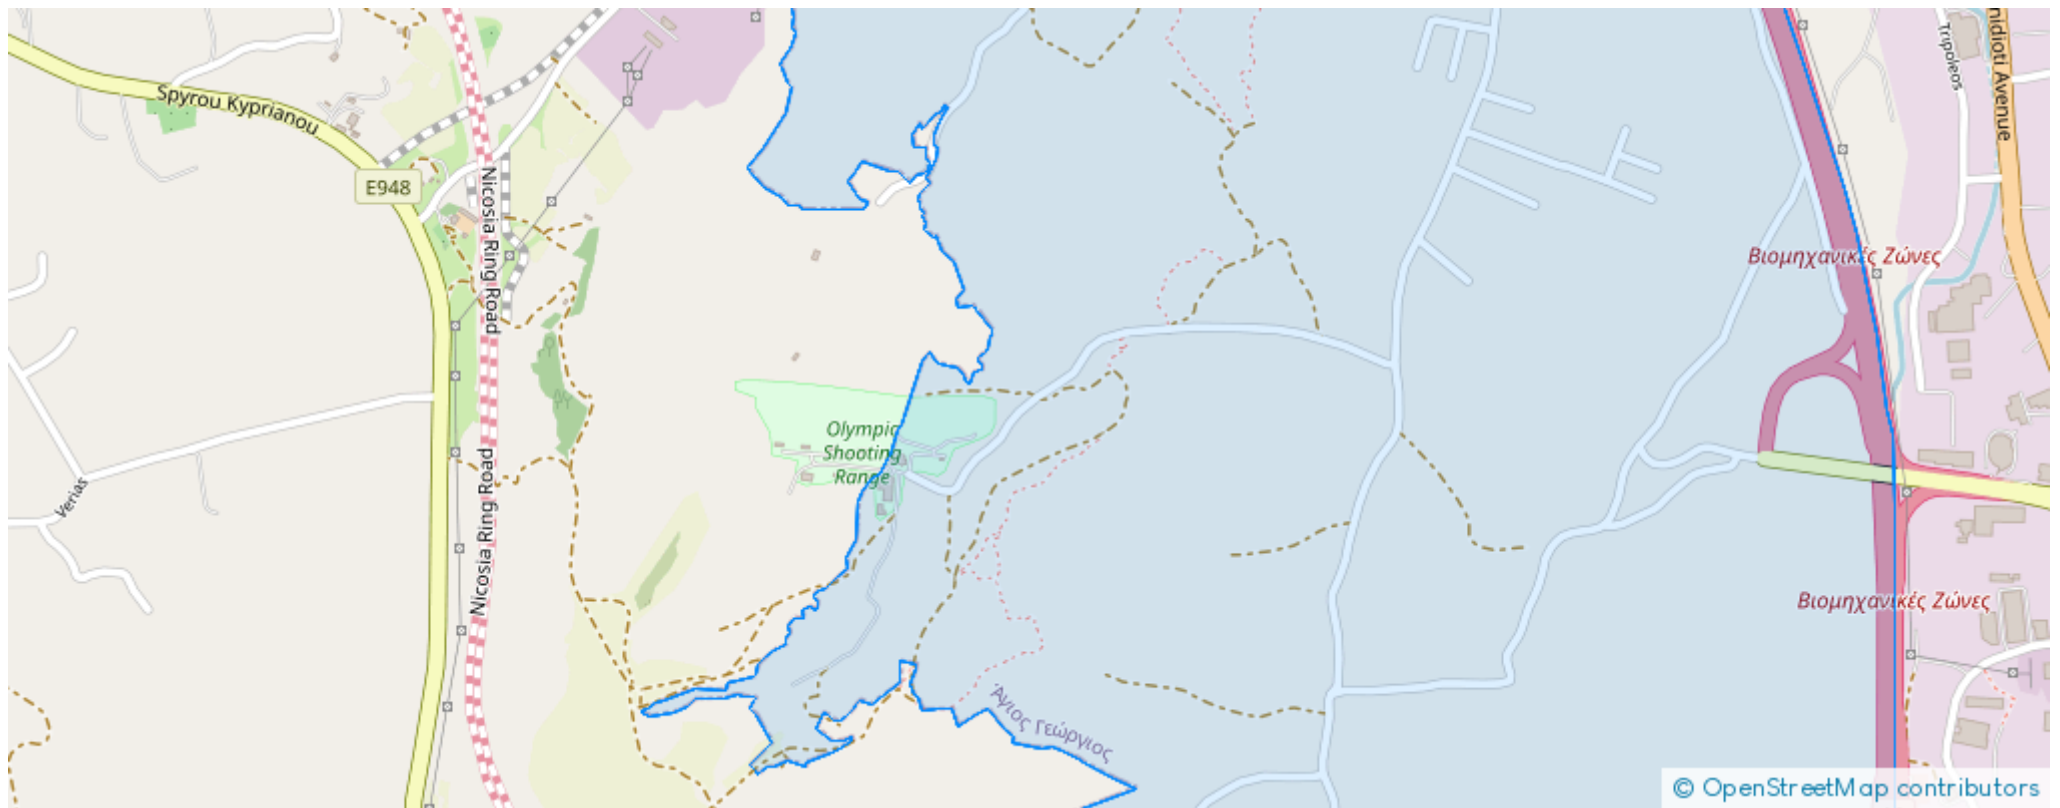 Spyrou Kyprianou
E948
Nicosia Ring Road
Nicosia Ring Road
Verias
Olympic
Shooting
Range
Άγιος Γεώργιος
Tripoleos
nidioti Avenue
Βιομηχανικές Ζώνες
Βιομηχανικές Ζώνες
© OpenStreetMap contributors